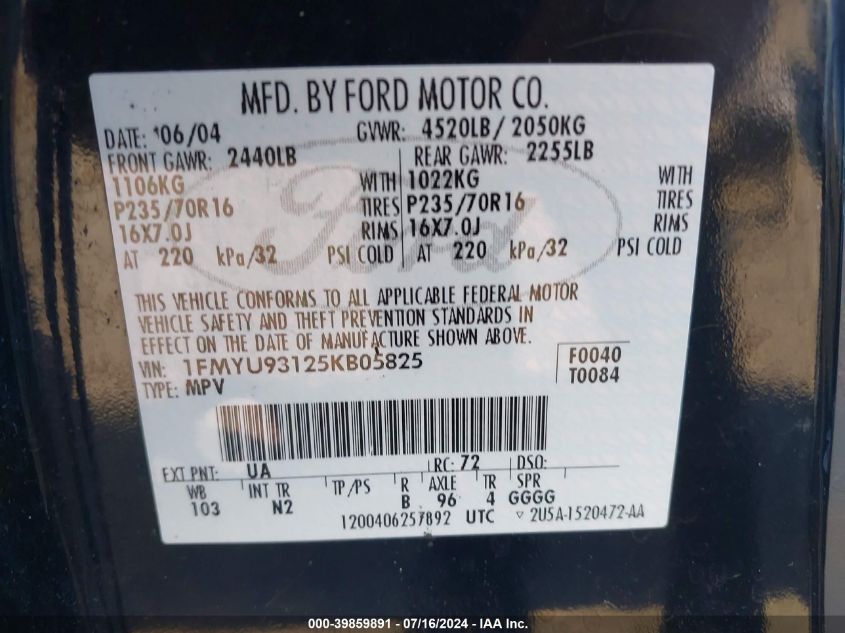 MFD. BY FORD MOTOR CO.
DATE: 06/04 GVWR: 4520LB/ 2050KG
FRONT GAWR: 2440LB REAR GAWR: 2255LB
1106KG WITH 1022KG WITH
P235/70R16 TIRES P235/70R16 TIRES
16X7.0J RIMS 16X7.0J RIMS
AT 220 kPa/32 PSI COLD AT 220 kPa/32 PSI COLD
Ford
THIS VEHICLE CONFORMS TO ALL APPLICABLE FEDERAL MOTOR
VEHICLE SAFETY AND THEFT PREVENTION STANDARDS IN
EFFECT ON THE DATE OF MANUFACTURE SHOWN ABOVE.
VIN: 1FMYU93125KB05825 F0040
TYPE: MPV T0084
EXT PNT: UA RC: 72 DSO:
WB INT TR TP/PS R AXLE TR SPR
103 N2 B 96 4 GGGG
1200406257892 UTC ▽ 2U5A-1520472-AA
000-39859891 / 07/16/2024 - IAA Inc.